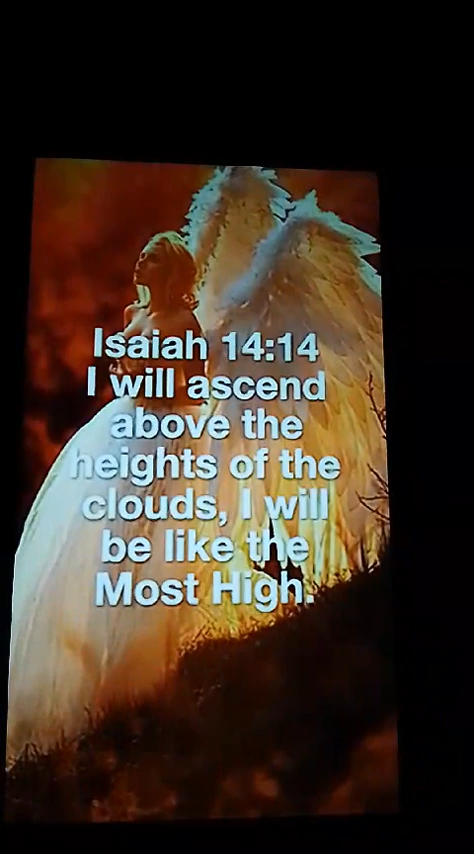 Isaiah 14:14
I will ascend
above the
heights of the
clouds, I will
be like the
Most High.